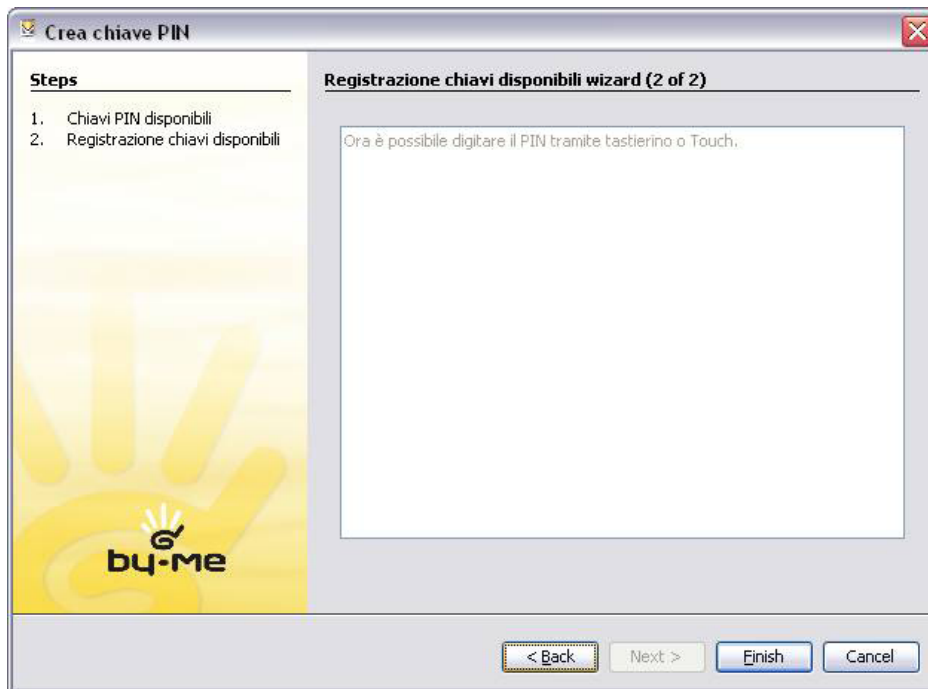 Crea chiave PIN
Steps
1. Chiavi PIN disponibili
2. Registrazione chiavi disponibili
by-me
Registrazione chiavi disponibili wizard (2 of 2)
Ora è possibile digitare il PIN tramite tastierino o Touch.
< Back
Next >
Finish
Cancel